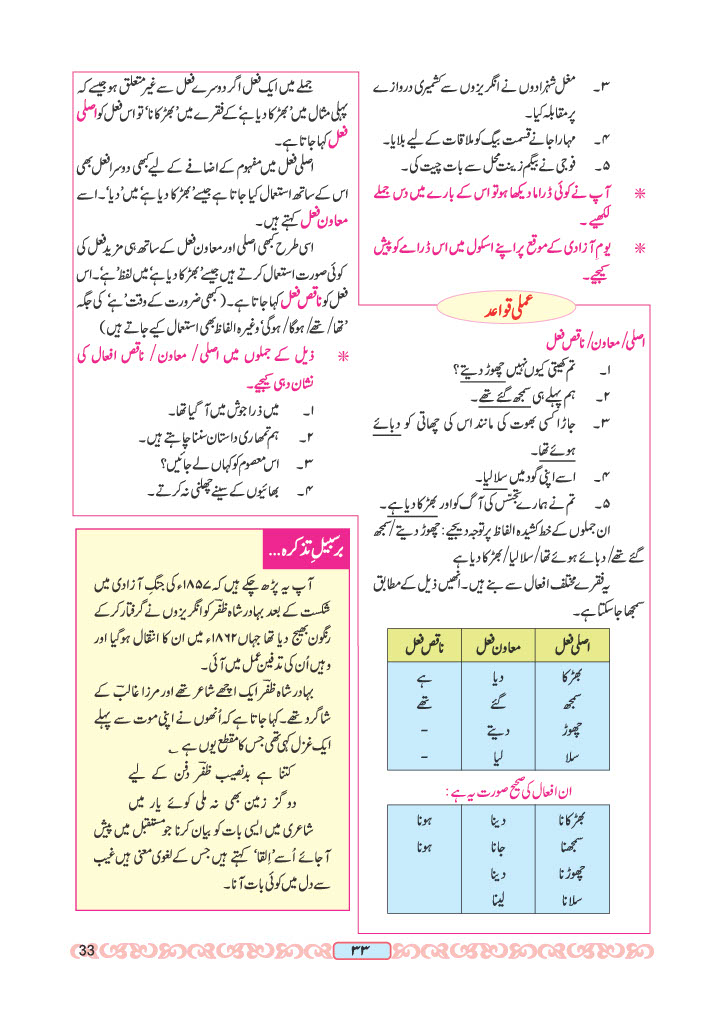 ۳۔ مغل شہزادوں نے انگریزوں سے کشمیری دروازے
پر مقابلہ کیا۔
۴۔ مہاراجا نے قسمت بیگ کو ملاقات کے لیے بلایا۔
۵۔ فوجی نے بیگم زینت محل سے بات چیت کی۔
* آپ نے کوئی ڈراما دیکھا ہو تو اس کے بارے میں دس جملے
لکھیے۔
* یومِ آزادی کے موقع پر اپنے اسکول میں اس ڈرامے کو پیش
کیجیے۔
عملی قواعد
اصلی/ معاون/ ناقص فعل
۱۔ تم کھیتی کیوں نہیں چھوڑ دیتے؟
۲۔ ہم پہلے ہی سمجھ گئے تھے۔
۳۔ جاڑا کسی بھوت کی مانند اس کی چھاتی کو دبائے
ہوئے تھا۔
۴۔ اسے اپنی گود میں سلا لیا۔
۵۔ تم نے ہمارے تجسّس کی آگ کو اور بھڑکا دیا ہے۔
ان جملوں کے خط کشیدہ الفاظ پر توجہ دیجیے: چھوڑ دیتے/ سمجھ
گئے تھے/ دبائے ہوئے تھا/ سلا لیا/ بھڑکا دیا ہے
یہ فقرے مختلف افعال سے بنے ہیں۔ انھیں ذیل کے مطابق
سمجھا جاسکتا ہے۔
اصلی فعل معاون فعل ناقص فعل
بھڑکا دیا ہے
سمجھ گئے تھے
چھوڑ دیتے -
سلا لیا -
ان افعال کی صحیح صورت یہ ہے:
بھڑکانا دینا ہونا
سمجھنا جانا ہونا
چھوڑنا دینا
سلانا لینا
جملے میں ایک فعل اگر دوسرے فعل سے غیر متعلق ہو جیسے کہ
پہلی مثال میں ’بھڑکا دیا ہے‘ کے فقرے میں ’بھڑکانا‘ تو اس فعل کو اصلی
فعل کہا جاتا ہے۔
اصلی فعل میں مفہوم کے اضافے کے لیے کبھی دوسرا فعل بھی
اس کے ساتھ استعمال کیا جاتا ہے جیسے ’بھڑکا دیا ہے‘ میں ’دیا‘۔ اسے
معاون فعل کہتے ہیں۔
اسی طرح کبھی اصلی اور معاون فعل کے ساتھ ہی مزید فعل کی
کوئی صورت استعمال کرتے ہیں جیسے ’بھڑکا دیا ہے‘ میں لفظ ’ہے‘۔ اس
فعل کو ناقص فعل کہا جاتا ہے۔ (کبھی ضرورت کے وقت ’ہے‘ کی جگہ
’تھا/ تھے/ ہوگا/ ہوگی‘ وغیرہ الفاظ بھی استعمال کیے جاتے ہیں)
* ذیل کے جملوں میں اصلی/ معاون/ ناقص افعال کی
نشان دہی کیجیے۔
۱۔ میں ذرا جوش میں آ گیا تھا۔
۲۔ ہم تمھاری داستان سننا چاہتے ہیں۔
۳۔ اس معصوم کو کہاں لے جائیں؟
۴۔ بھائیوں کے سینے چھلنی نہ کرتے۔
بر سبیلِ تذکرہ ...
آپ یہ پڑھ چکے ہیں کہ ۱۸۵۷ء کی جنگِ آزادی میں
شکست کے بعد بہادر شاہ ظفرؔ کو انگریزوں نے گرفتار کرکے
رنگون بھیج دیا تھا جہاں ۱۸۶۲ء میں ان کا انتقال ہوگیا اور
وہیں اُن کی تدفین عمل میں آئی۔
بہادر شاہ ظفرؔ ایک اچھے شاعر تھے اور مرزا غالبؔ کے
شاگرد تھے۔ کہا جاتا ہے کہ اُنھوں نے اپنی موت سے پہلے
ایک غزل کہی تھی جس کا مقطع یوں ہے ؎
کتنا ہے بدنصیب ظفرؔ دفن کے لیے
دو گز زمین بھی نہ ملی کوئے یار میں
شاعری میں ایسی بات کو بیان کرنا جو مستقبل میں پیش
آجائے اُسے ’اِلقا‘ کہتے ہیں جس کے لغوی معنی ہیں غیب
سے دل میں کوئی بات آنا۔
۳۳
33